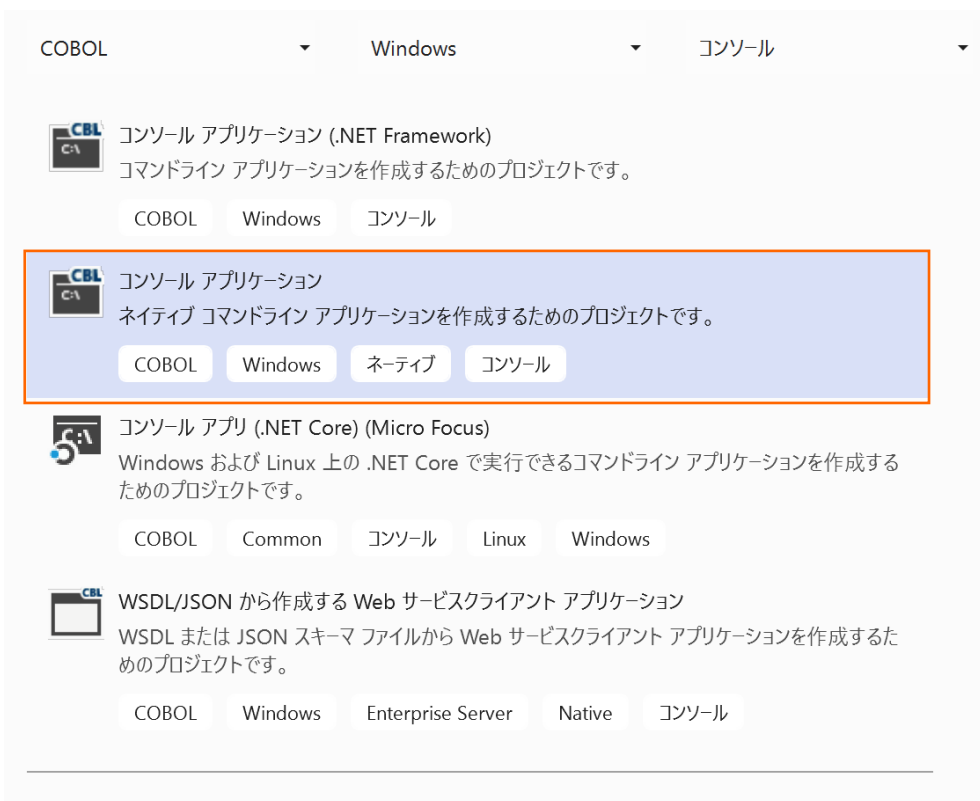 COBOL Windows コンソール
CBL
C:\
コンソール アプリケーション (.NET Framework)
コマンドライン アプリケーションを作成するためのプロジェクトです。
COBOL Windows コンソール
CBL
C:\
コンソール アプリケーション
ネイティブ コマンドライン アプリケーションを作成するためのプロジェクトです。
COBOL Windows ネーティブ コンソール
C:\
コンソール アプリ (.NET Core) (Micro Focus)
Windows および Linux 上の .NET Core で実行できるコマンドライン アプリケーションを作成する
ためのプロジェクトです。
COBOL Common コンソール Linux Windows
CBL
WSDL/JSON から作成する Web サービスクライアント アプリケーション
WSDL または JSON スキーマ ファイルから Web サービスクライアント アプリケーションを作成するた
めのプロジェクトです。
COBOL Windows Enterprise Server Native コンソール